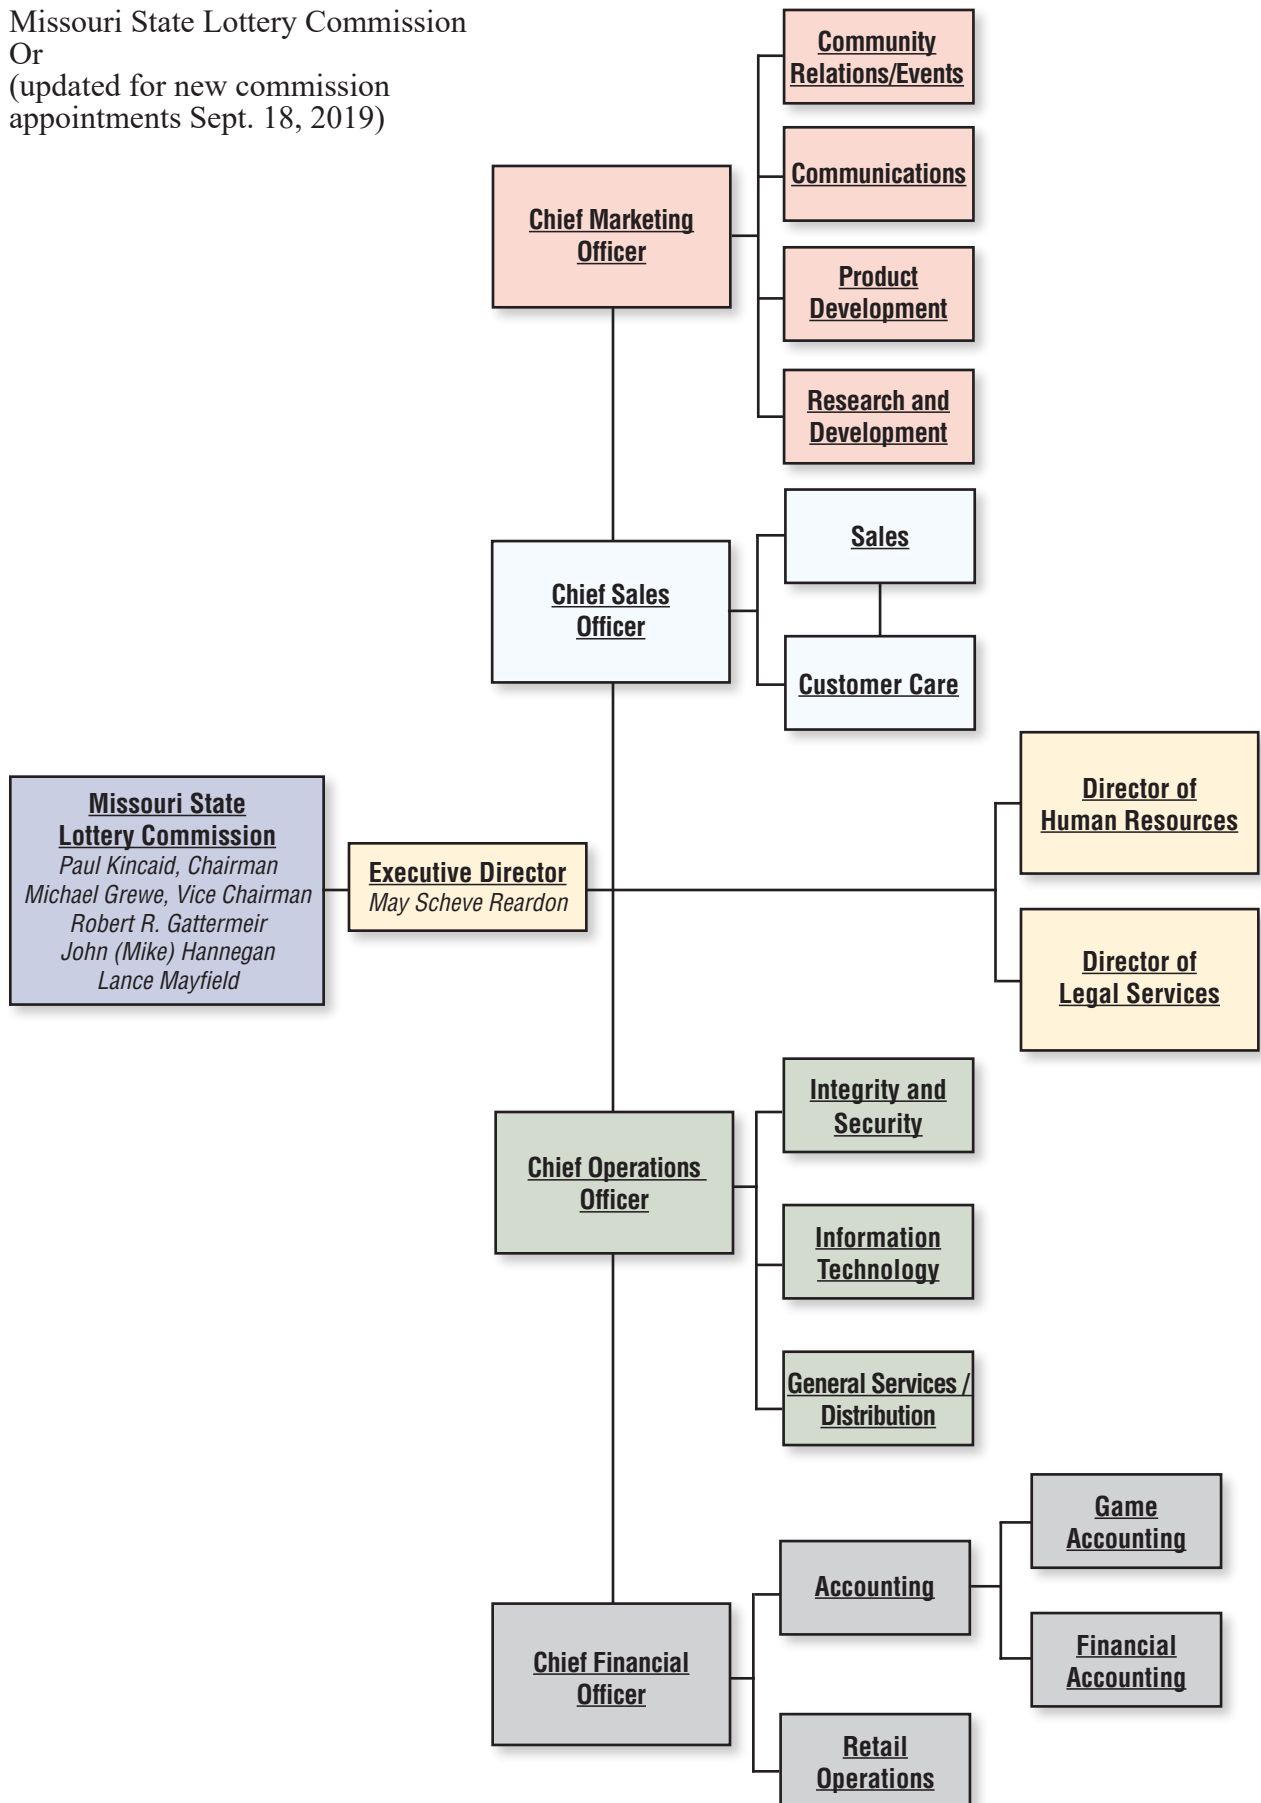 Missouri State Lottery Commission
Or
(updated for new commission
appointments Sept. 18, 2019)
Community
Relations/Events
Communications
Chief Marketing
Officer
Product
Development
Research and
Development
Sales
Chief Sales
Officer
Customer Care
Missouri State
Lottery Commission
Paul Kincaid, Chairman
Michael Grewe, Vice Chairman
Robert R. Gattermeir
John (Mike) Hannegan
Lance Mayfield
Executive Director
May Scheve Reardon
Director of
Human Resources
Director of
Legal Services
Integrity and
Security
Chief Operations
Officer
Information
Technology
General Services /
Distribution
Game
Accounting
Accounting
Financial
Accounting
Chief Financial
Officer
Retail
Operations